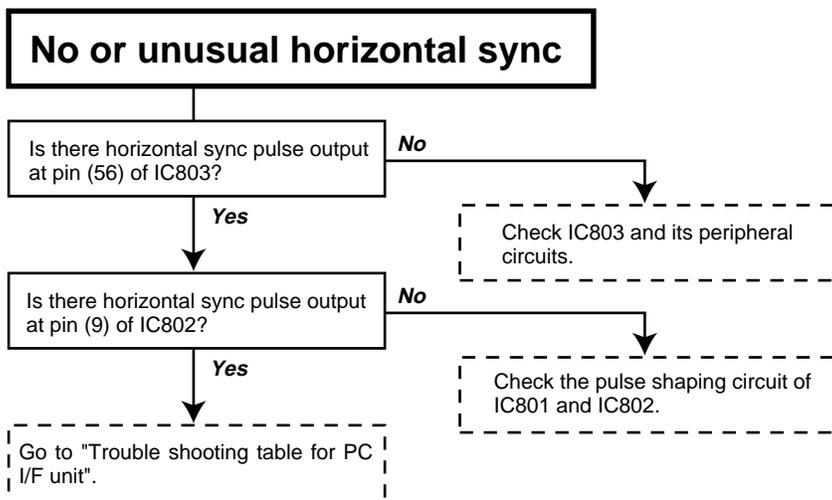 No or unusual horizontal sync
Is there horizontal sync pulse output
at pin (56) of IC803?
No
Yes
Check IC803 and its peripheral
circuits.
Is there horizontal sync pulse output
at pin (9) of IC802?
No
Yes
Check the pulse shaping circuit of
IC801 and IC802.
Go to "Trouble shooting table for PC
I/F unit".